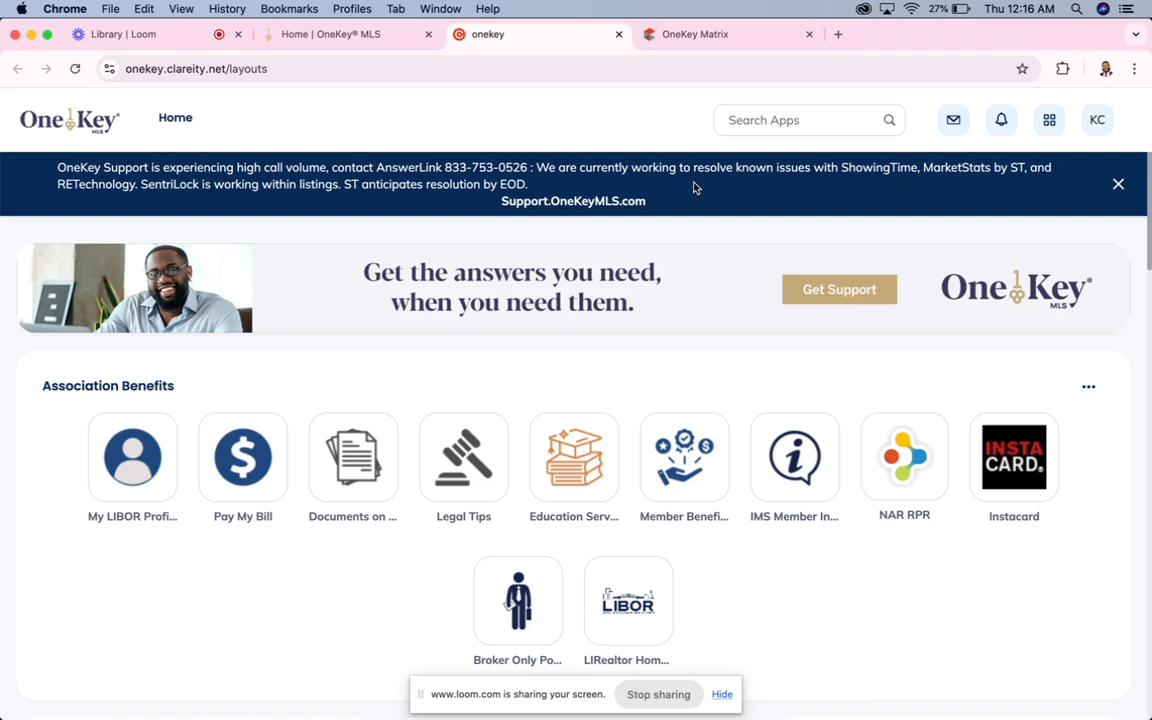 Chrome File Edit View History Bookmarks Profiles Tab Window Help 27% Thu 12:16 AM
Library | Loom Home | OneKey® MLS onekey OneKey Matrix
onekey.clareity.net/layouts
OneKey® MLS Home Search Apps KC
OneKey Support is experiencing high call volume, contact AnswerLink 833-753-0526 : We are currently working to resolve known issues with ShowingTime, MarketStats by ST, and
RETechnology. SentriLock is working within listings. ST anticipates resolution by EOD.
Support.OneKeyMLS.com
Get the answers you need,
when you need them.
Get Support
OneKey® MLS
Association Benefits
INSTA
CARD®
My LIBOR Profi... Pay My Bill Documents on ... Legal Tips Education Serv... Member Benefi... IMS Member In... NAR RPR Instacard
LIBOR
Broker Only Po... LIRealtor Hom...
www.loom.com is sharing your screen. Stop sharing Hide